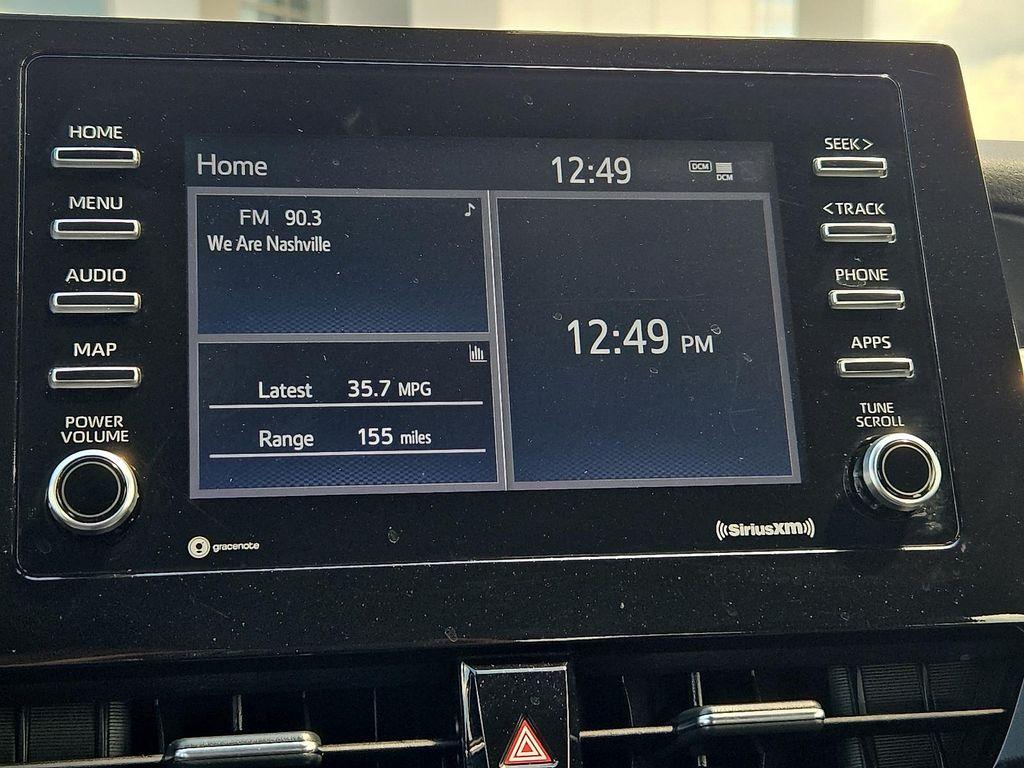 HOME
MENU
AUDIO
MAP
POWER
VOLUME
Home
12:49
DCM
DCM
FM 90.3
We Are Nashville
Latest 35.7 MPG
Range 155 miles
12:49 PM
SEEK >
< TRACK
PHONE
APPS
TUNE
SCROLL
gracenote
SiriusXM